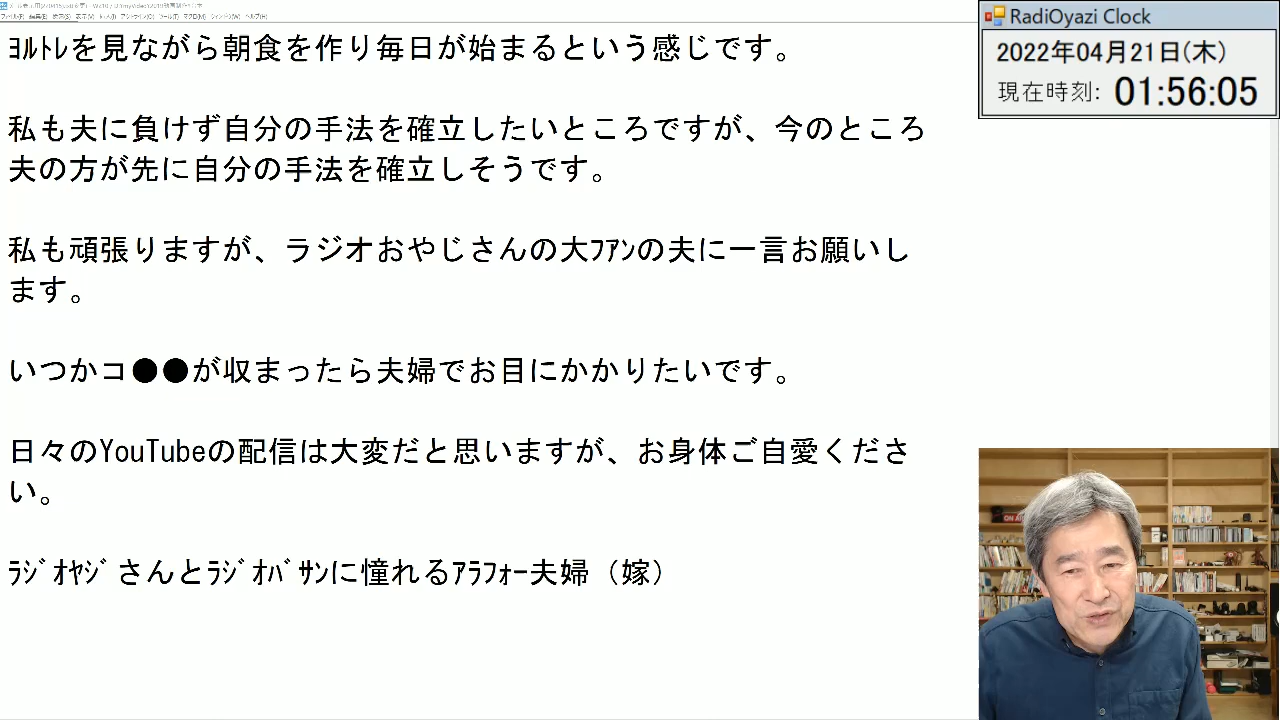 ﾖﾙﾄﾚを見ながら朝食を作り毎日が始まるという感じです。
私も夫に負けず自分の手法を確立したいところですが、今のところ
夫の方が先に自分の手法を確立しそうです。
私も頑張りますが、ラジオおやじさんの大ﾌｱﾝの夫に一言お願いし
ます。
いつかコ●●が収まったら夫婦でお目にかかりたいです。
日々のYouTubeの配信は大変だと思いますが、お身体ご自愛くださ
い。
ﾗｼﾞｵﾔｼﾞさんとﾗｼﾞｵﾊﾞｻﾝに憧れるｱﾗﾌｫｰ夫婦（嫁）
RadiOyazi Clock
2022年04月21日(木)
現在時刻: 01:56:05
ON A